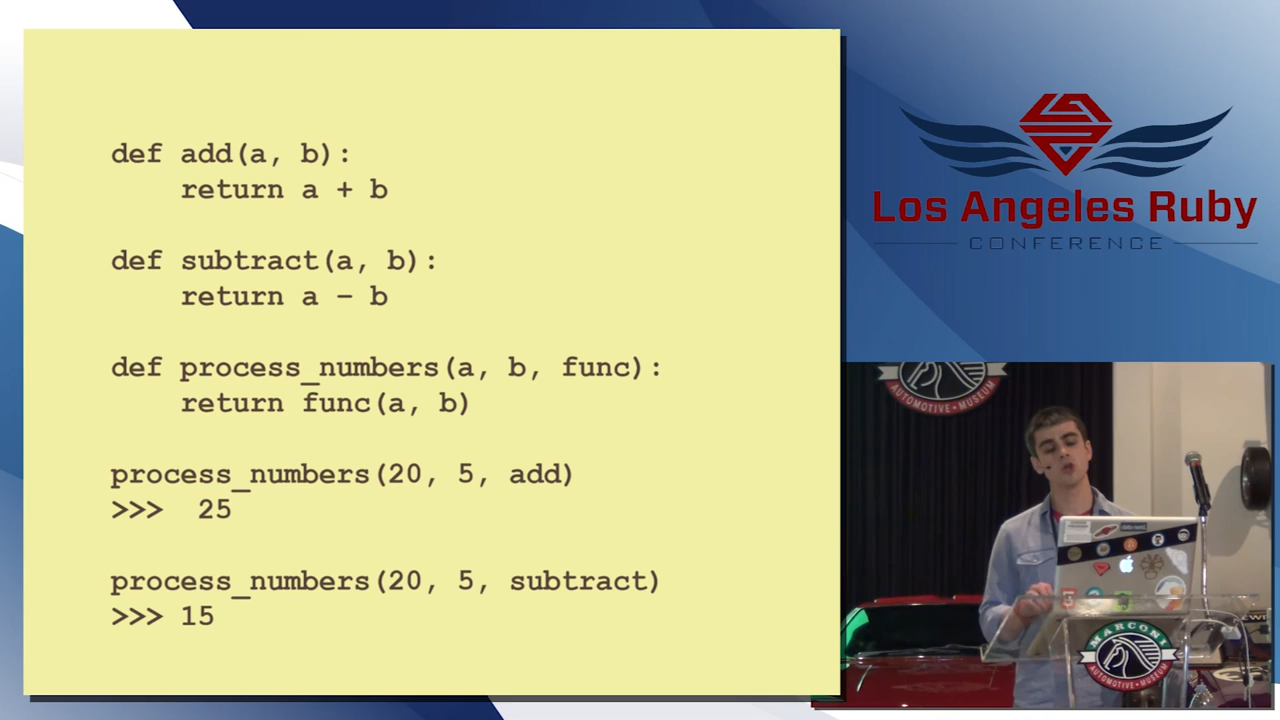 def add(a, b):
    return a + b
def subtract(a, b):
    return a - b
def process_numbers(a, b, func):
    return func(a, b)
process_numbers(20, 5, add)
>>>  25
process_numbers(20, 5, subtract)
>>> 15
Los Angeles Ruby
CONFERENCE
AUTOMOTIVE • MUSEUM
MARCONI
AUTOMOTIVE • MUSEUM